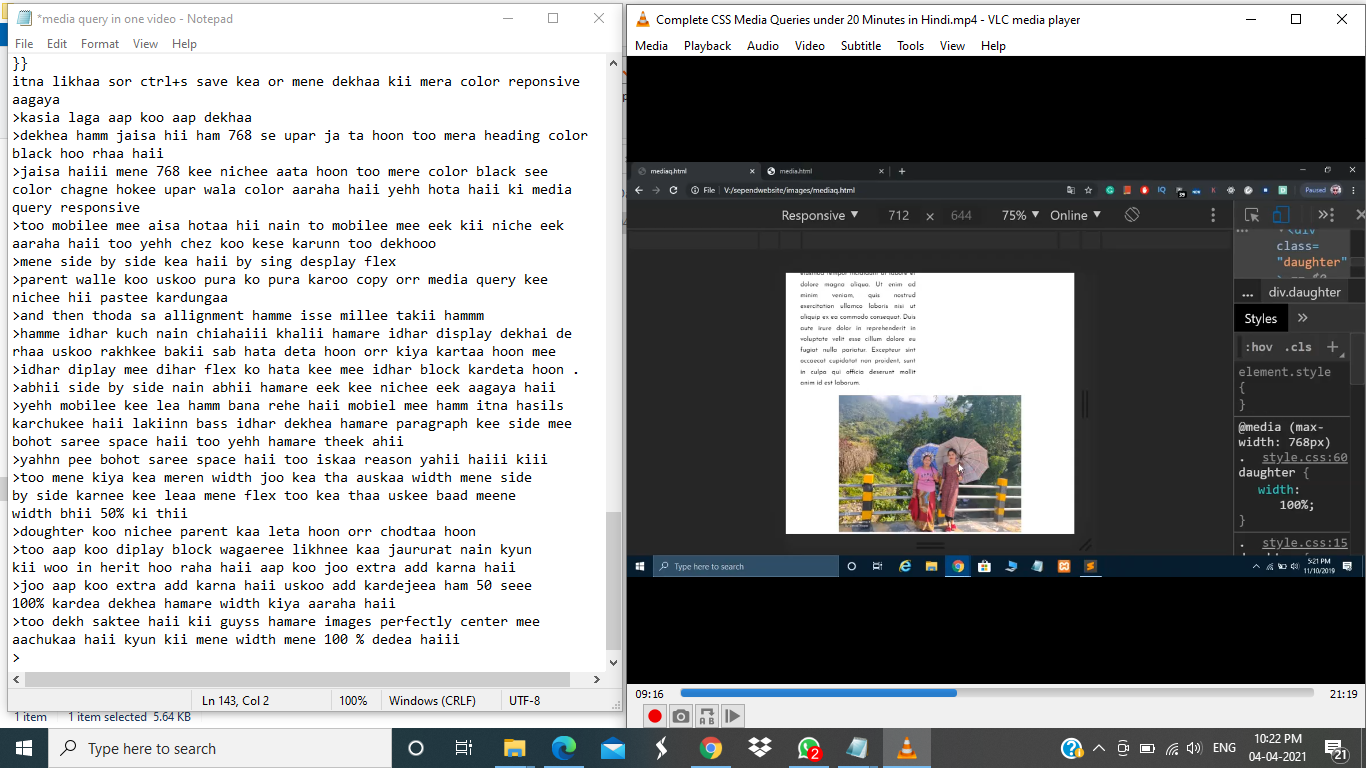 *media query in one video - Notepad
File Edit Format View Help
}}
itna likhaa sor ctrl+s save kea or mene dekhaa kii mera color reponsive
aagaya
>kasia laga aap koo aap dekhaa
>dekhea hamm jaisa hii ham 768 se upar ja ta hoon too mera heading color
black hoo rhaa haii
>jaisa haiii mene 768 kee nichee aata hoon too mere color black see
color chagne hokee upar wala color aaraha haii yehh hota haii ki media
query responsive
>too mobilee mee aisa hotaa hii nain to mobilee mee eek kii niche eek
aaraha haii too yehh chez koo kese karunn too dekhooo
>mene side by side kea haii by sing desplay flex
>parent walle koo uskoo pura ko pura karoo copy orr media query kee
nichee hii pastee kardungaa
>and then thoda sa allignment hamme isse millee takii hammm
>hamme idhar kuch nain chiahaiii khalii hamare idhar display dekhai de
rhaa uskoo rakhkee bakii sab hata deta hoon orr kiya kartaa hoon mee
>idhar diplay mee dihar flex ko hata kee mee idhar block kardeta hoon .
>abhii side by side nain abhii hamare eek kee nichee eek aagaya haii
>yehh mobilee kee lea hamm bana rehe haii mobiel mee hamm itna hasils
karchukee haii lakiinn bass idhar dekhea hamare paragraph kee side mee
bohot saree space haii too yehh hamare theek ahii
>yahhn pee bohot saree space haii too iskaa reason yahii haiii kiii
>too mene kiya kea meren width joo kea tha auskaa width mene side
by side karnee kee leaa mene flex too kea thaa uskee baad meene
width bhii 50% ki thii
>doughter koo nichee parent kaa leta hoon orr chodtaa hoon
>too aap koo diplay block wagaeree likhnee kaa jaururat nain kyun
kii woo in herit hoo raha haii aap koo joo extra add karna haii
>joo aap koo extra add karna haii uskoo add kardejeea ham 50 seee
100% kardea dekhea hamare width kiya aaraha haii
>too dekh saktee haii kii guyss hamare images perfectly center mee
aachukaa haii kyun kii mene width mene 100 % dedea haiii
>
Ln 143, Col 2 100% Windows (CRLF) UTF-8
1 item 1 item selected 5.64 KB
Complete CSS Media Queries under 20 Minutes in Hindi.mp4 - VLC media player
Media Playback Audio Video Subtitle Tools View Help
mediaq.html media.html
File V:/sependwebsite/images/mediaq.html Paused
Responsive 712 x 644 75% Online
<div
class=
"daughter"
... div.daughter
Styles
:hov .cls +
element.style
{
}
@media (max-
width: 768px)
. style.css:60
daughter {
width:
100%;
}
. style.css:15
dolore magna aliqua. Ut enim ad
minim veniam, quis nostrud
exercitation ullamco laboris nisi ut
aliquip ex ea commodo consequat. Duis
aute irure dolor in reprehenderit in
voluptate velit esse cillum dolore eu
fugiat nulla pariatur. Excepteur sint
occaecat cupidatat non proident, sunt
in culpa qui officia deserunt mollit
anim id est laborum.
Type here to search
5:21 PM
11/10/2019
09:16 21:19
Type here to search
2
ENG
10:22 PM
04-04-2021
21